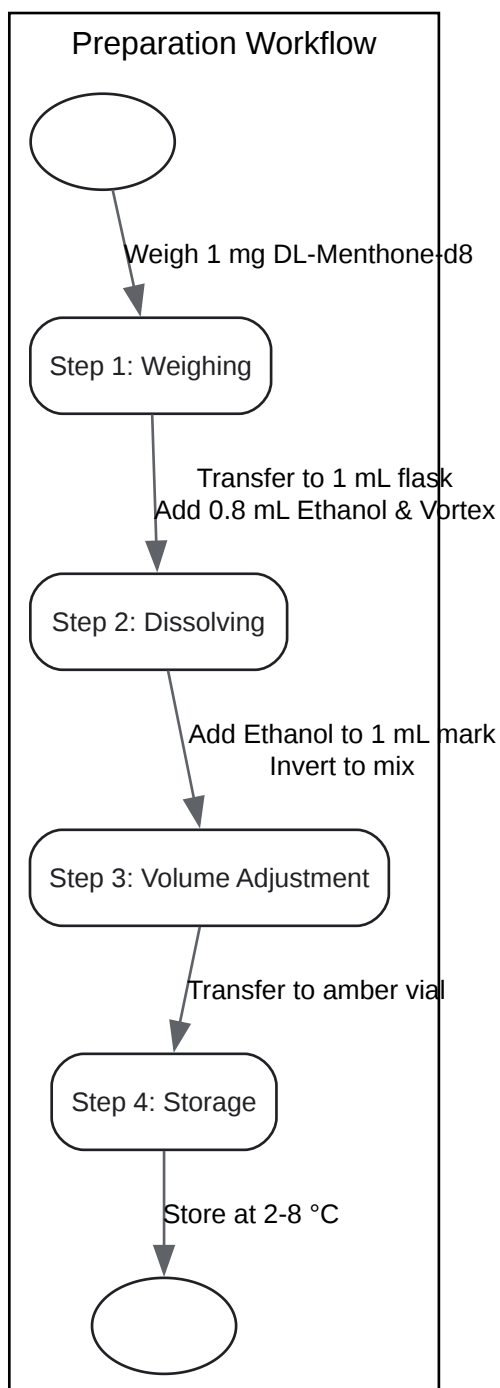 Preparation Workflow
Weigh 1 mg DL-Menthone-d8
Step 1: Weighing
Transfer to 1 mL flask
Add 0.8 mL Ethanol & Vortex
Step 2: Dissolving
Add Ethanol to 1 mL mark
Invert to mix
Step 3: Volume Adjustment
Transfer to amber vial
Step 4: Storage
Store at 2-8 °C